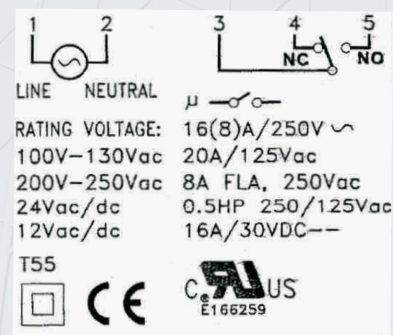 1 2 3 4 5
NC NO
LINE NEUTRAL
µ
RATING VOLTAGE: 16(8)A/250V ~
100V-130Vac 20A/125Vac
200V-250Vac 8A FLA, 250Vac
24Vac/dc 0.5HP 250/125Vac
12Vac/dc 16A/30VDC--
T55
CE
C RU US
E166259